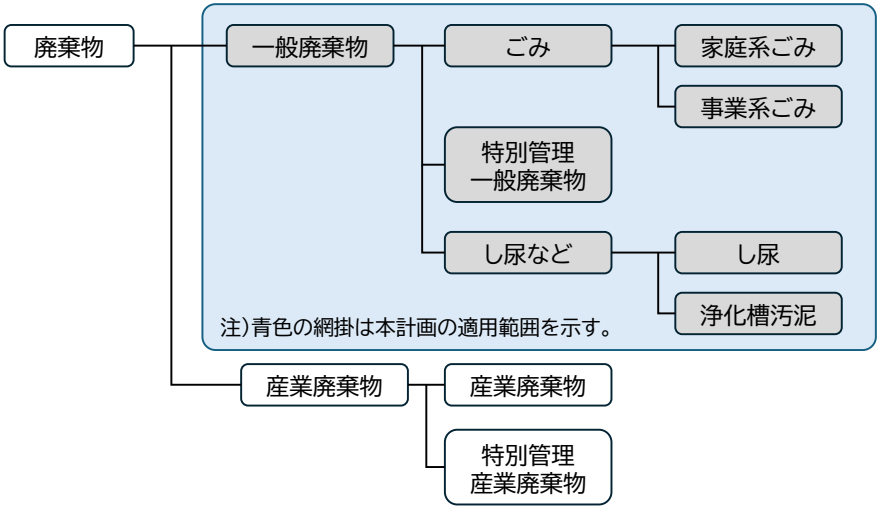 廃棄物
一般廃棄物
ごみ
家庭系ごみ
事業系ごみ
特別管理
一般廃棄物
し尿など
し尿
浄化槽汚泥
注)青色の網掛は本計画の適用範囲を示す。
産業廃棄物
産業廃棄物
特別管理
産業廃棄物